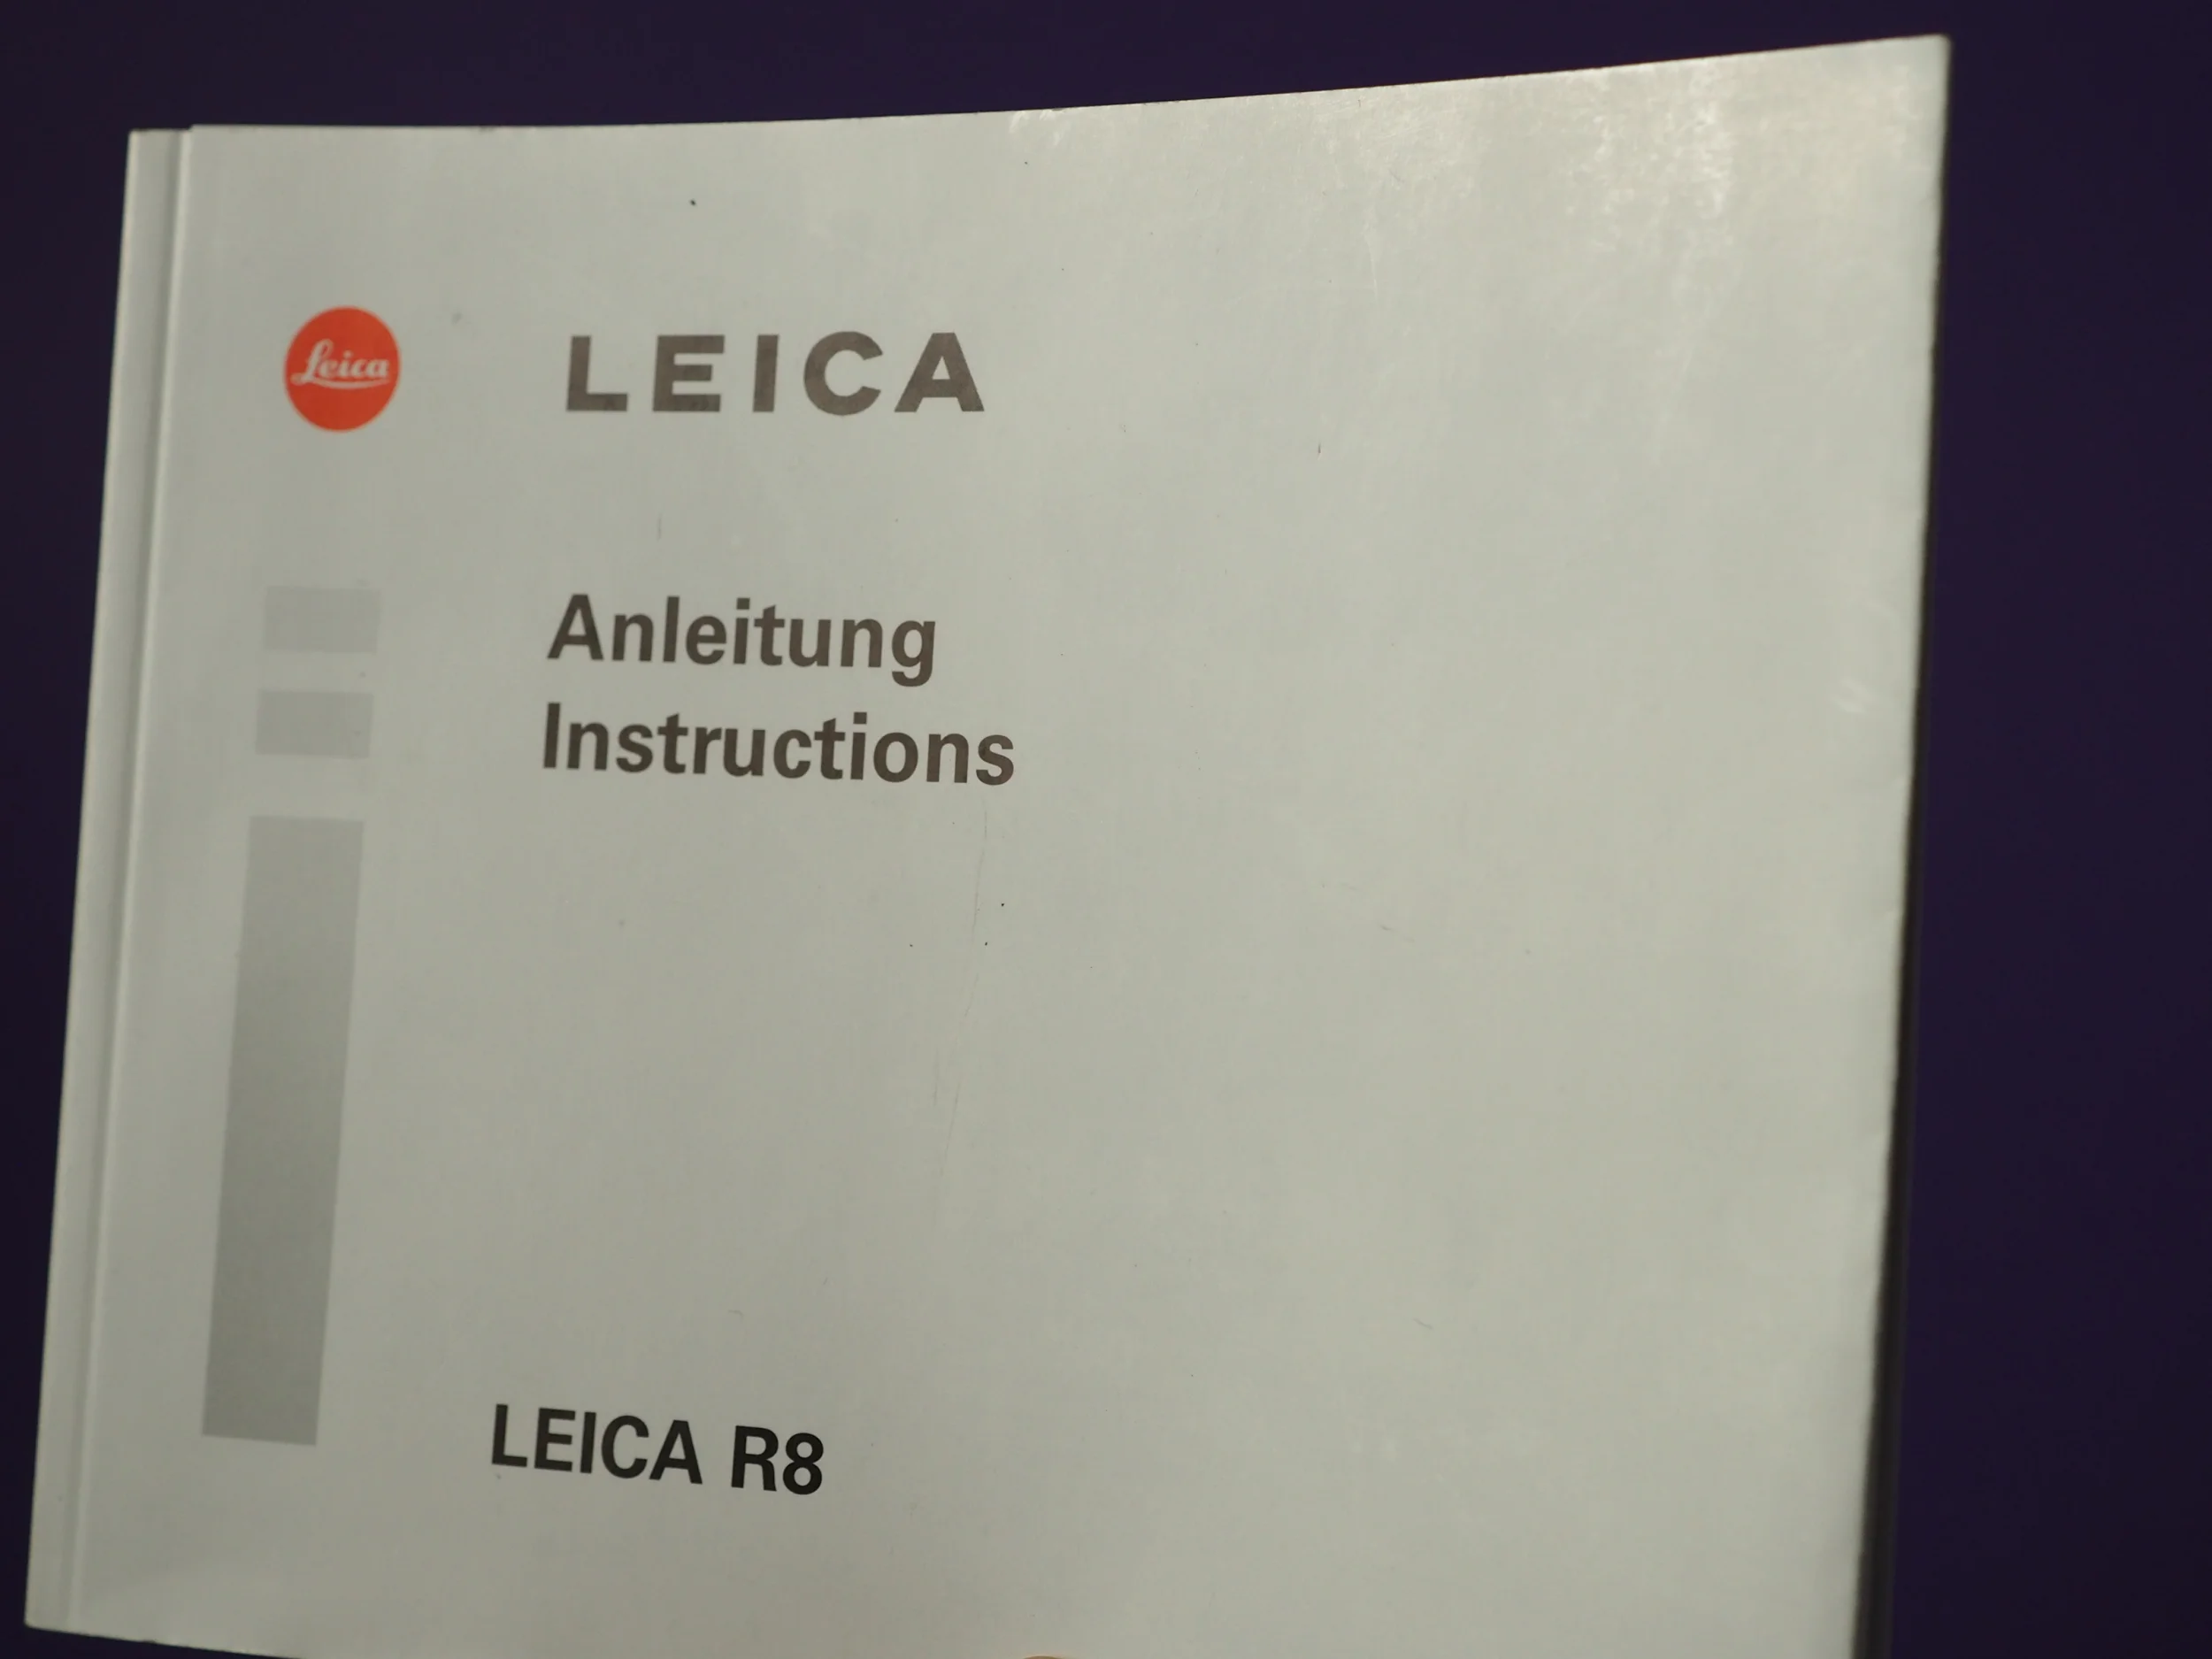 Leica
LEICA
Anleitung
Instructions
LEICA R8